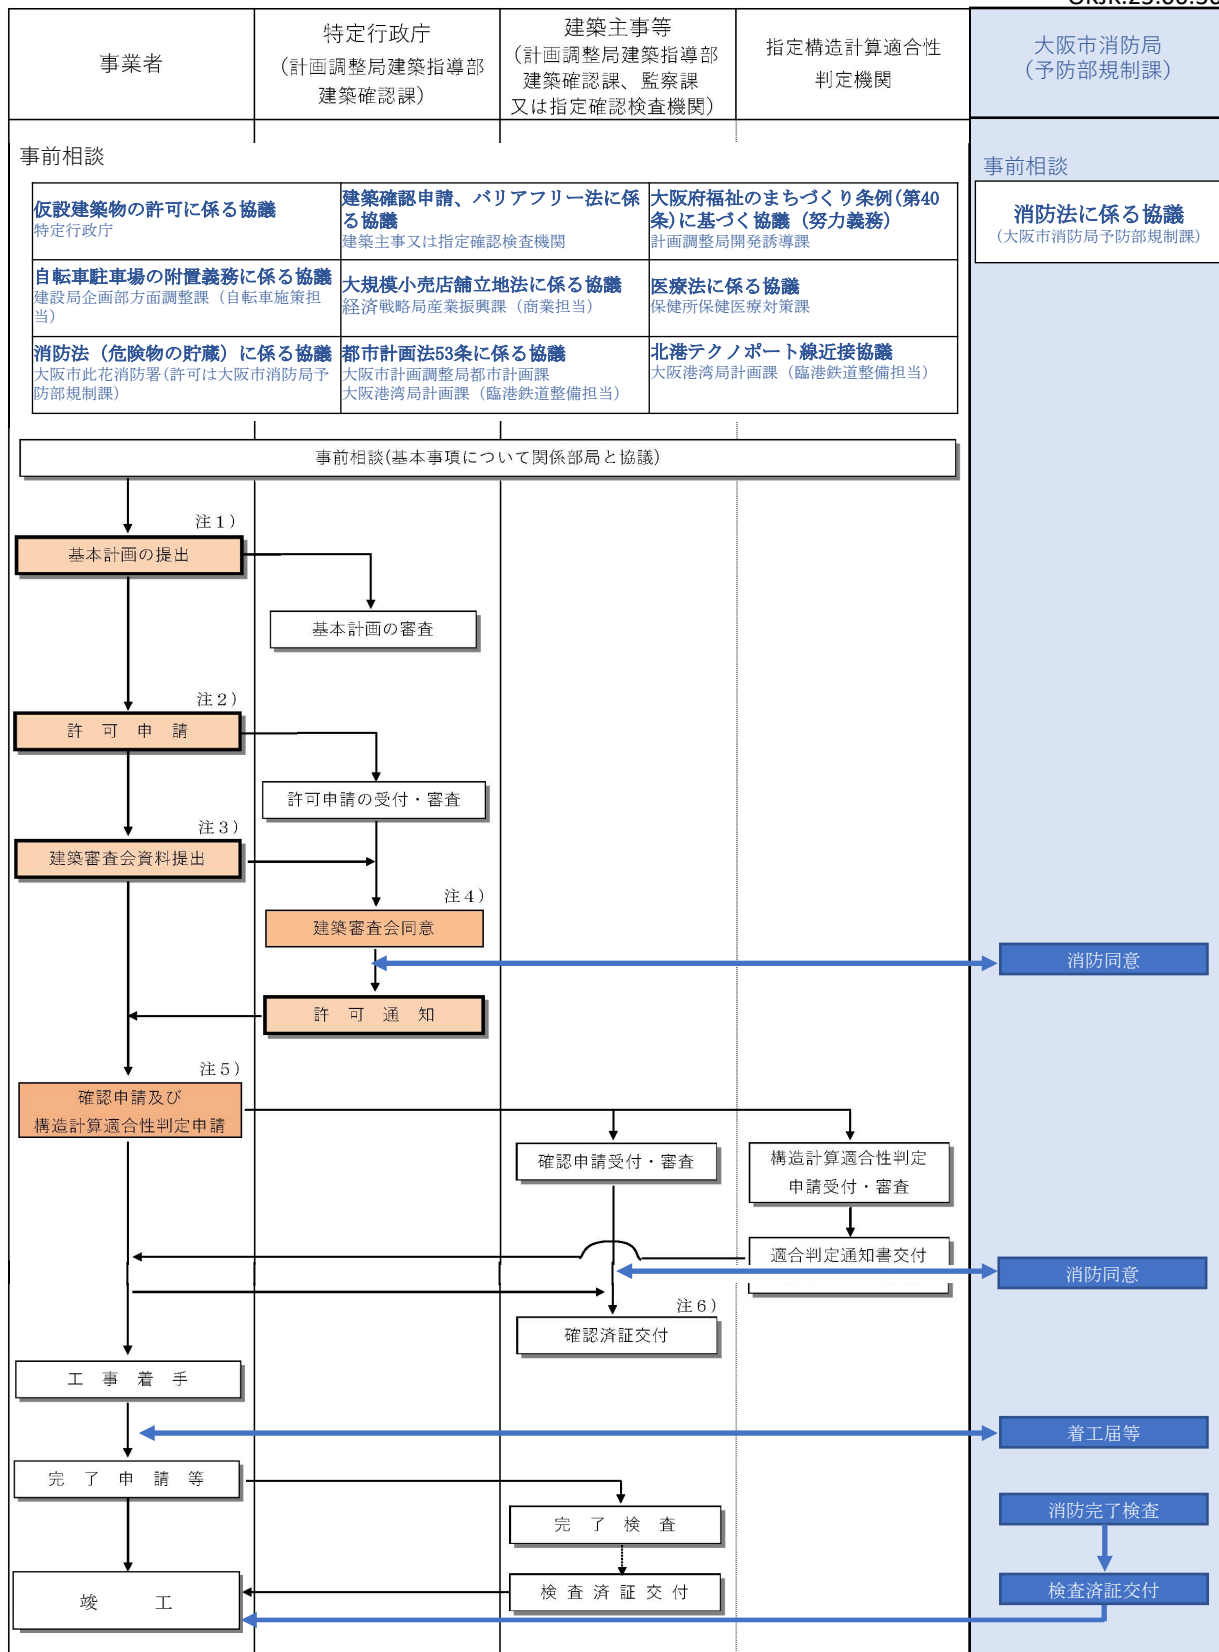 事業者
特定行政庁
(計画調整局建築指導部
建築確認課)
建築主事等
(計画調整局建築指導部
建築確認課、監察課
又は指定確認検査機関)
指定構造計算適合性
判定機関
大阪市消防局
(予防部規制課)
事前相談
仮設建築物の許可に係る協議
特定行政庁
建築確認申請、バリアフリー法に係
る協議
建築主事又は指定確認検査機関
大阪府福祉のまちづくり条例(第40
条)に基づく協議（努力義務）
計画調整局開発誘導課
自転車駐車場の附置義務に係る協議
建設局企画部方面調整課（自転車施策担
当）
大規模小売店舗立地法に係る協議
経済戦略局産業振興課（商業担当）
医療法に係る協議
保健所保健医療対策課
消防法（危険物の貯蔵）に係る協議
大阪市此花消防署(許可は大阪市消防局予
防部規制課)
都市計画法53条に係る協議
大阪市計画調整局都市計画課
大阪港湾局計画課（臨港鉄道整備担当）
北港テクノポート線近接協議
大阪港湾局計画課（臨港鉄道整備担当）
事前相談
消防法に係る協議
(大阪市消防局予防部規制課)
事前相談(基本事項について関係部局と協議)
注１）
基本計画の提出
基本計画の審査
注２）
許可申請
許可申請の受付・審査
注３）
建築審査会資料提出
注４）
建築審査会同意
消防同意
許可通知
注５）
確認申請及び
構造計算適合性判定申請
確認申請受付・審査
構造計算適合性判定
申請受付・審査
適合判定通知書交付
消防同意
注６）
確認済証交付
工事着手
着工届等
完了申請等
消防完了検査
完了検査
検査済証交付
検査済証交付
竣工